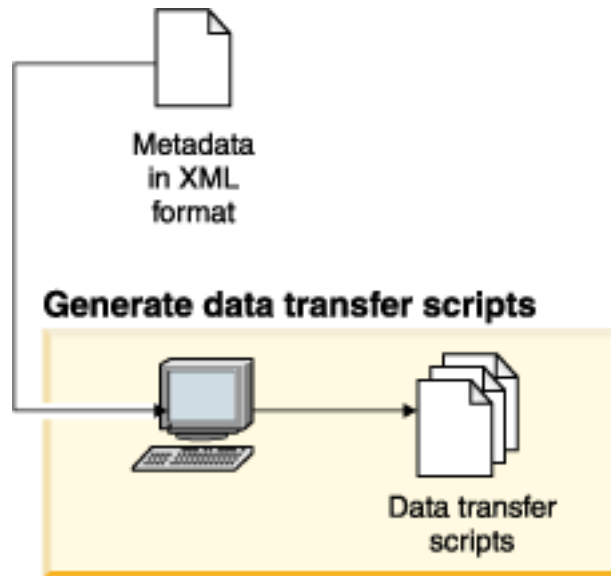 Metadata
in XML
format
Generate data transfer scripts
Data transfer
scripts